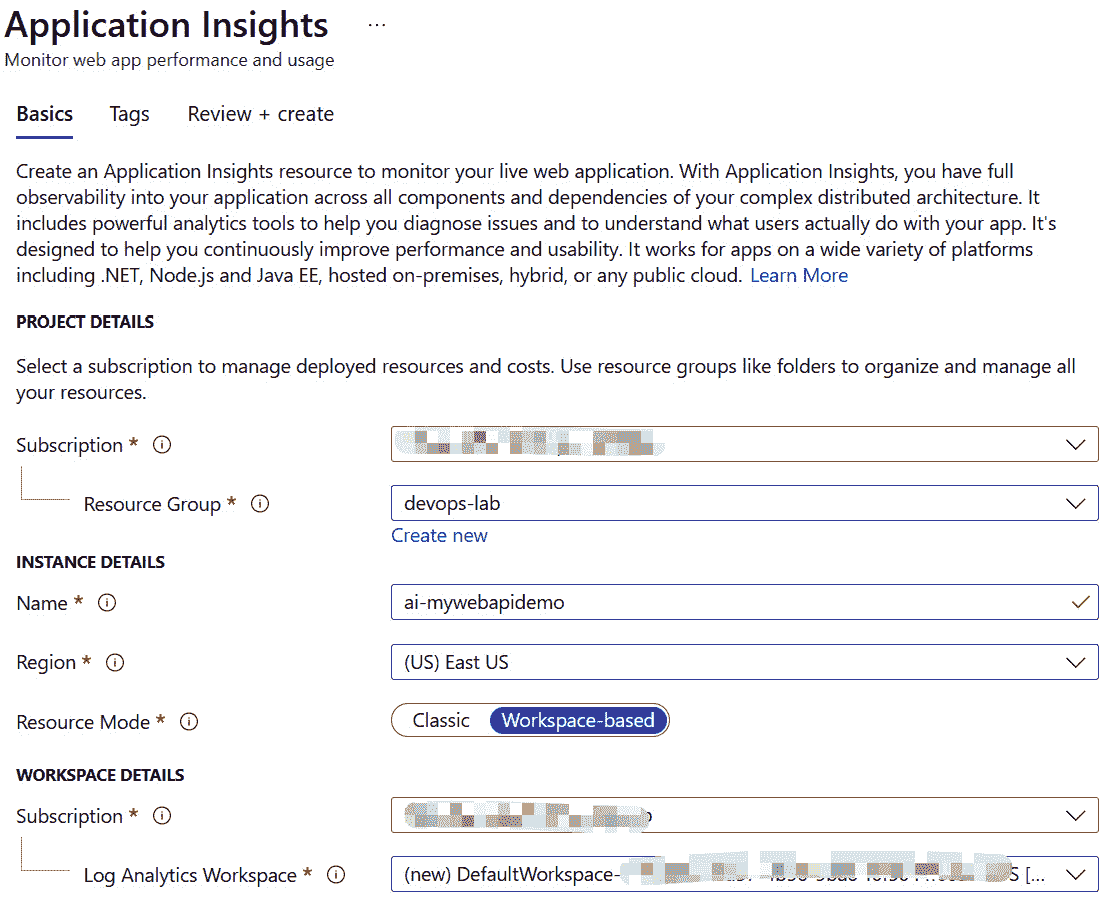 Application Insights ...
Monitor web app performance and usage
Basics Tags Review + create
Create an Application Insights resource to monitor your live web application. With Application Insights, you have full
observability into your application across all components and dependencies of your complex distributed architecture. It
includes powerful analytics tools to help you diagnose issues and to understand what users actually do with your app. It's
designed to help you continuously improve performance and usability. It works for apps on a wide variety of platforms
including .NET, Node.js and Java EE, hosted on-premises, hybrid, or any public cloud. Learn More
PROJECT DETAILS
Select a subscription to manage deployed resources and costs. Use resource groups like folders to organize and manage all
your resources.
Subscription *
Resource Group * devops-lab
Create new
INSTANCE DETAILS
Name * ai-mywebapidemo
Region * (US) East US
Resource Mode * Classic Workspace-based
WORKSPACE DETAILS
Subscription *
Log Analytics Workspace * (new) DefaultWorkspace- S [...